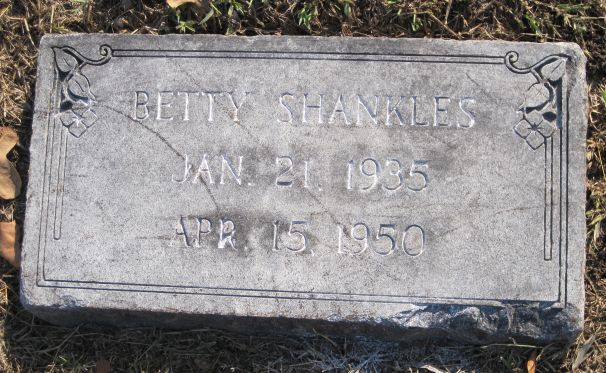 BETTY SHANKLES
JAN. 21, 1935
APR. 15, 1950